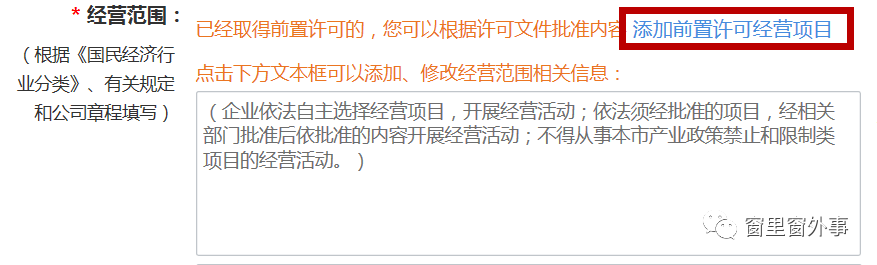 * 经营范围：
（根据《国民经济行
业分类》、有关规定
和公司章程填写）
已经取得前置许可的，您可以根据许可文件批准内容 添加前置许可经营项目
点击下方文本框可以添加、修改经营范围相关信息：
（企业依法自主选择经营项目，开展经营活动；依法须经批准的项目，经相关
部门批准后依批准的内容开展经营活动；不得从事本市产业政策禁止和限制类
项目的经营活动。）
窗里窗外事